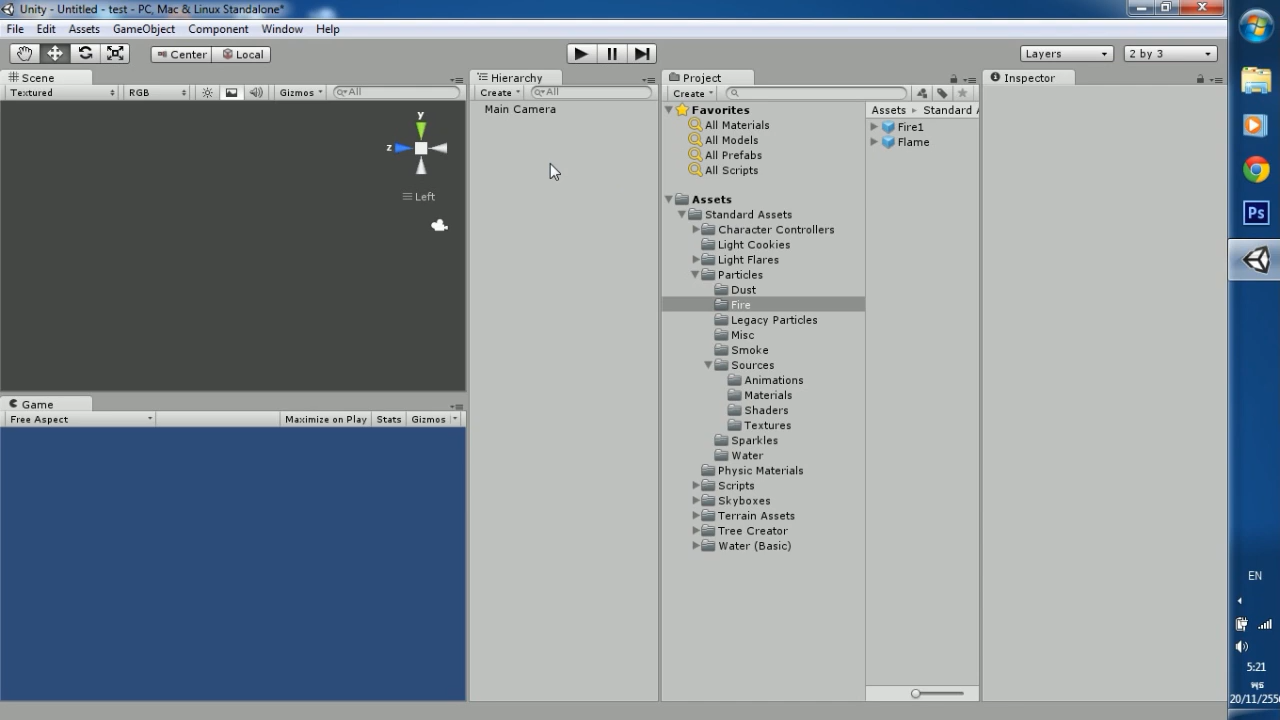 Unity - Untitled - test - PC, Mac & Linux Standalone*
File Edit Assets GameObject Component Window Help
Center Local
Layers 2 by 3
Scene
Textured RGB Gizmos All
y
z
Left
Game
Free Aspect Maximize on Play Stats Gizmos
Hierarchy
Create All
Main Camera
Project
Create
Favorites
All Materials
All Models
All Prefabs
All Scripts
Assets
Standard Assets
Character Controllers
Light Cookies
Light Flares
Particles
Dust
Fire
Legacy Particles
Misc
Smoke
Sources
Animations
Materials
Shaders
Textures
Sparkles
Water
Physic Materials
Scripts
Skyboxes
Terrain Assets
Tree Creator
Water (Basic)
Assets Standard A
Fire1
Flame
Inspector
Ps
EN
5:21
พุธ
20/11/255